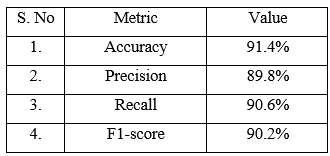 S. No Metric Value
1. Accuracy 91.4%
2. Precision 89.8%
3. Recall 90.6%
4. F1-score 90.2%